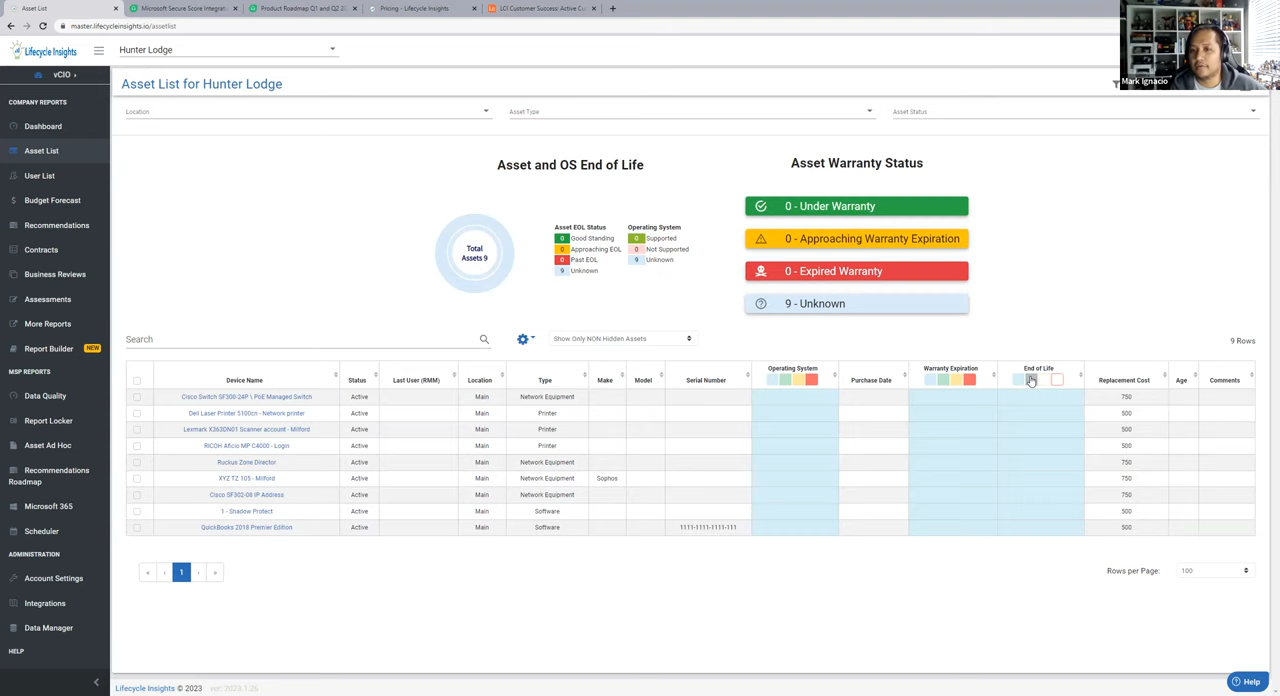 Asset List
Microsoft Secure Score Integrat
Product Roadmap Q1 and Q2 20
Pricing - Lifecycle Insights
LCI Customer Success: Active Cu
master.lifecycleinsights.io/assetlist
Lifecycle Insights
Hunter Lodge
Mark Ignacio
vCIO
COMPANY REPORTS
Dashboard
Asset List
User List
Budget Forecast
Recommendations
Contracts
Business Reviews
Assessments
More Reports
Report Builder NEW
MSP REPORTS
Data Quality
Report Locker
Asset Ad Hoc
Recommendations
Roadmap
Microsoft 365
Scheduler
ADMINISTRATION
Account Settings
Integrations
Data Manager
HELP
Asset List for Hunter Lodge
Location Asset Type Asset Status
Asset and OS End of Life
Total
Assets 9
Asset EOL Status Operating System
0 Good Standing 0 Supported
0 Approaching EOL 0 Not Supported
0 Past EOL 9 Unknown
9 Unknown
Asset Warranty Status
0 - Under Warranty
0 - Approaching Warranty Expiration
0 - Expired Warranty
9 - Unknown
Search Show Only NON Hidden Assets 9 Rows
Device Name Status Last User (RMM) Location Type Make Model Serial Number Operating System Purchase Date Warranty Expiration End of Life Replacement Cost Age Comments
Cisco Switch SF300-24P \ PoE Managed Switch Active Main Network Equipment 750
Dell Laser Printer 5100cn - Network printer Active Main Printer 500
Lexmark X363DN01 Scanner account - Milford Active Main Printer 500
RICOH Aficio MP C4000 - Login Active Main Printer 500
Ruckus Zone Director Active Main Network Equipment 750
XYZ TZ 105 - Milford Active Main Network Equipment Sophos 750
Cisco SF302-08 IP Address Active Main Network Equipment 750
1 - Shadow Protect Active Main Software 500
QuickBooks 2018 Premier Edition Active Main Software 1111-1111-1111-111 500
« ‹ 1 › »
Rows per Page: 100
Lifecycle Insights © 2023 ver: 2023.1.26
Help